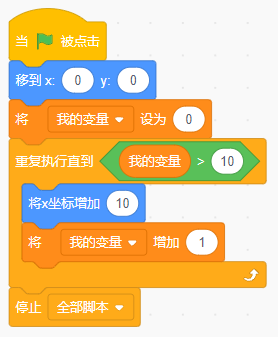 当 被点击
移到 x: 0 y: 0
将 我的变量 设为 0
重复执行直到 我的变量 > 10
将x坐标增加 10
将 我的变量 增加 1
停止 全部脚本